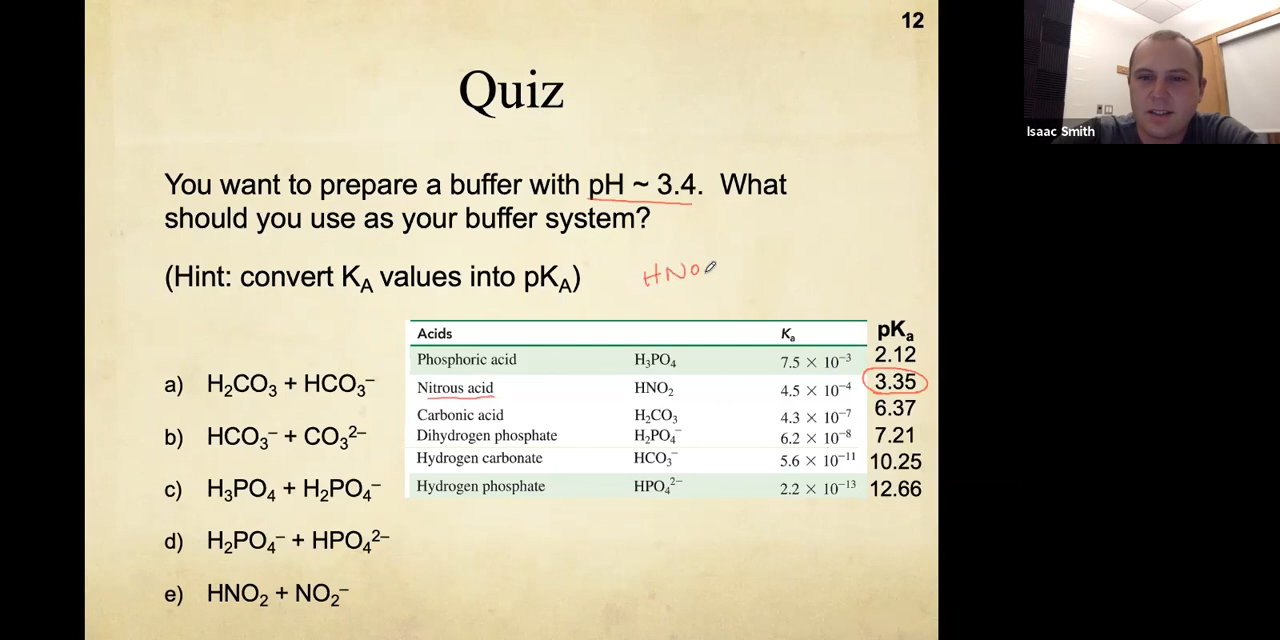 12
Quiz
Isaac Smith
You want to prepare a buffer with pH ~ 3.4. What
should you use as your buffer system?
(Hint: convert K_A values into pK_A)
HNO
a) H₂CO₃ + HCO₃⁻
b) HCO₃⁻ + CO₃²⁻
c) H₃PO₄ + H₂PO₄⁻
d) H₂PO₄⁻ + HPO₄²⁻
e) HNO₂ + NO₂⁻
Acids Kₐ pKₐ
Phosphoric acid H₃PO₄ 7.5 × 10⁻³ 2.12
Nitrous acid HNO₂ 4.5 × 10⁻⁴ 3.35
Carbonic acid H₂CO₃ 4.3 × 10⁻⁷ 6.37
Dihydrogen phosphate H₂PO₄⁻ 6.2 × 10⁻⁸ 7.21
Hydrogen carbonate HCO₃⁻ 5.6 × 10⁻¹¹ 10.25
Hydrogen phosphate HPO₄²⁻ 2.2 × 10⁻¹³ 12.66